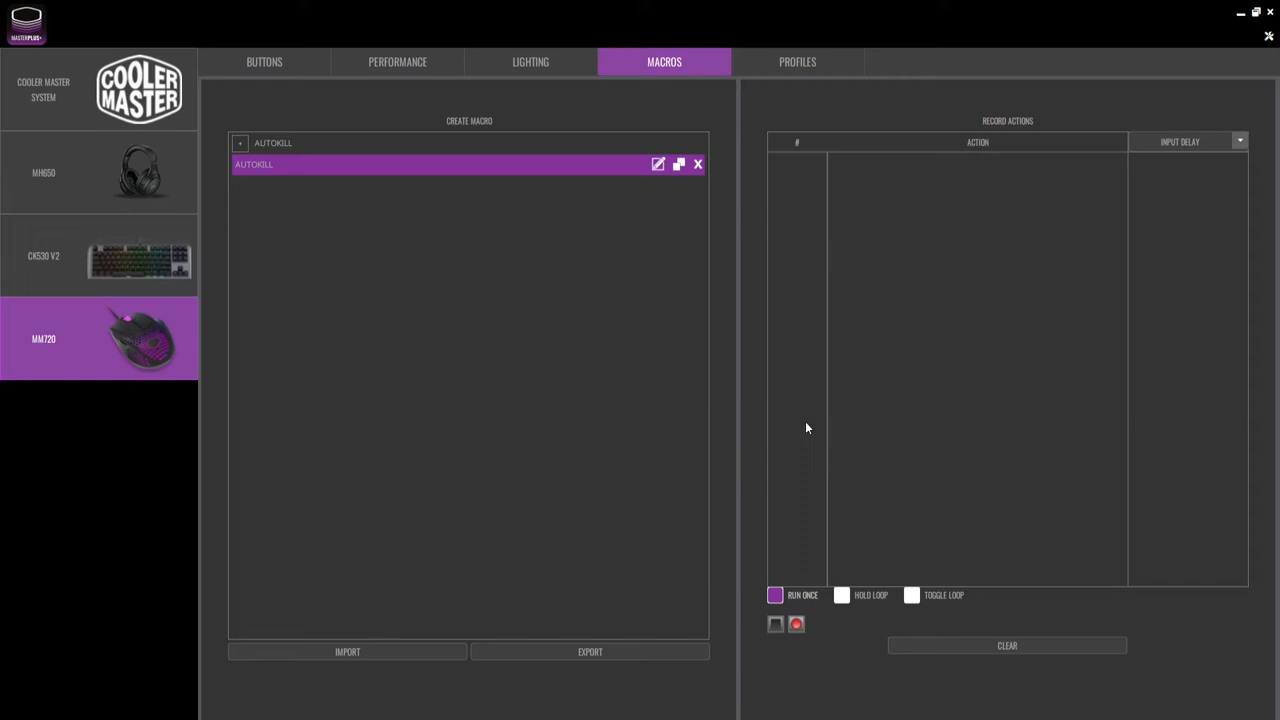 MASTERPLUS+
COOLER MASTER
SYSTEM
COOLER
MASTER
MH650
CK530 V2
MM720
BUTTONS
PERFORMANCE
LIGHTING
MACROS
PROFILES
CREATE MACRO
+ AUTOKILL
AUTOKILL
IMPORT
EXPORT
RECORD ACTIONS
# ACTION INPUT DELAY
RUN ONCE HOLD LOOP TOGGLE LOOP
CLEAR